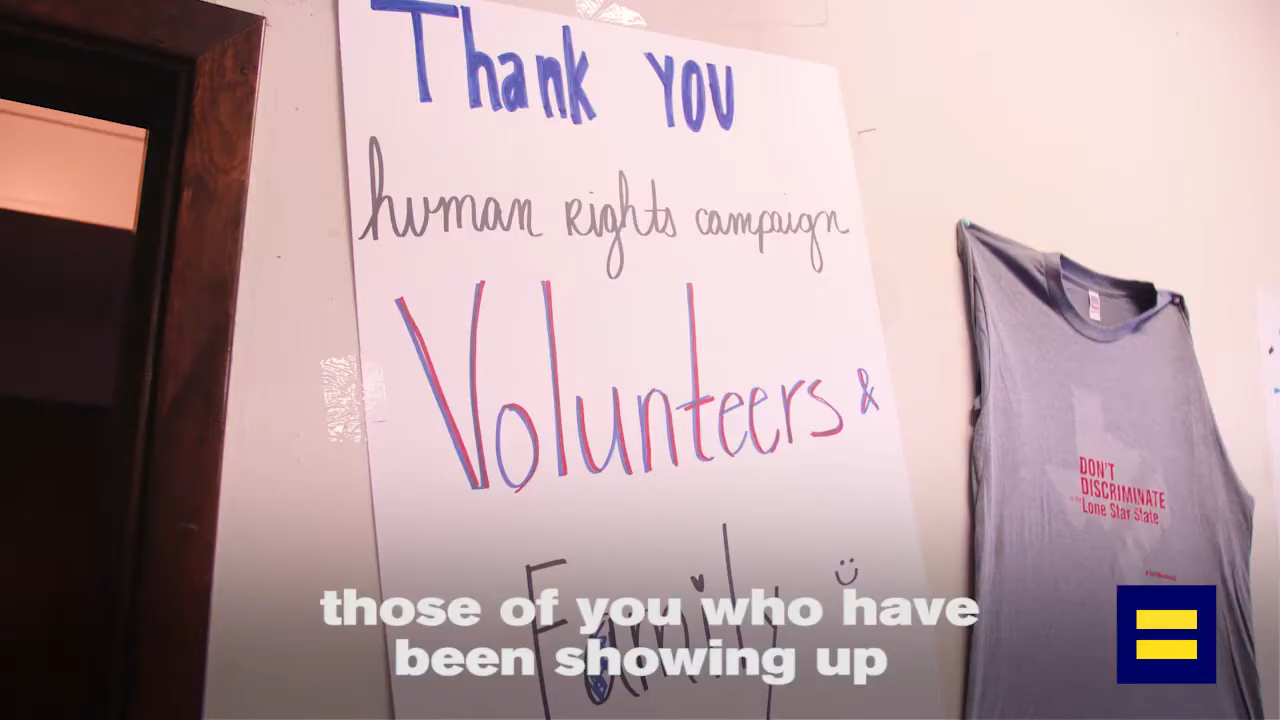 Thank YOU
human rights campaign
Volunteers &
Family
DON'T
DISCRIMINATE
Lone Star State
those of you who have
been showing up